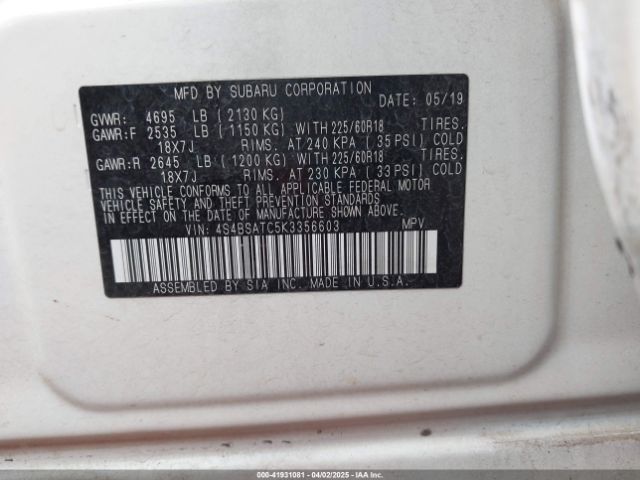 MFD BY SUBARU CORPORATION
DATE: 05/19
GVWR: 4695 LB ( 2130 KG)
GAWR:F 2535 LB ( 1150 KG) WITH 225/60R18 TIRES.
18X7J RIMS. AT 240 KPA ( 35 PSI) COLD
GAWR:R 2645 LB ( 1200 KG) WITH 225/60R18 TIRES.
18X7J RIMS. AT 230 KPA ( 33 PSI) COLD
THIS VEHICLE CONFORMS TO ALL APPLICABLE FEDERAL MOTOR
VEHICLE SAFETY AND THEFT PREVENTION STANDARDS IN
EFFECT ON THE DATE OF MANUFACTURE SHOWN ABOVE.
VIN: 4S4BSATC5K3356603 MPV
ASSEMBLED BY SIA INC. MADE IN U.S.A.
000-41931081 04/02/2025 IAAI.COM